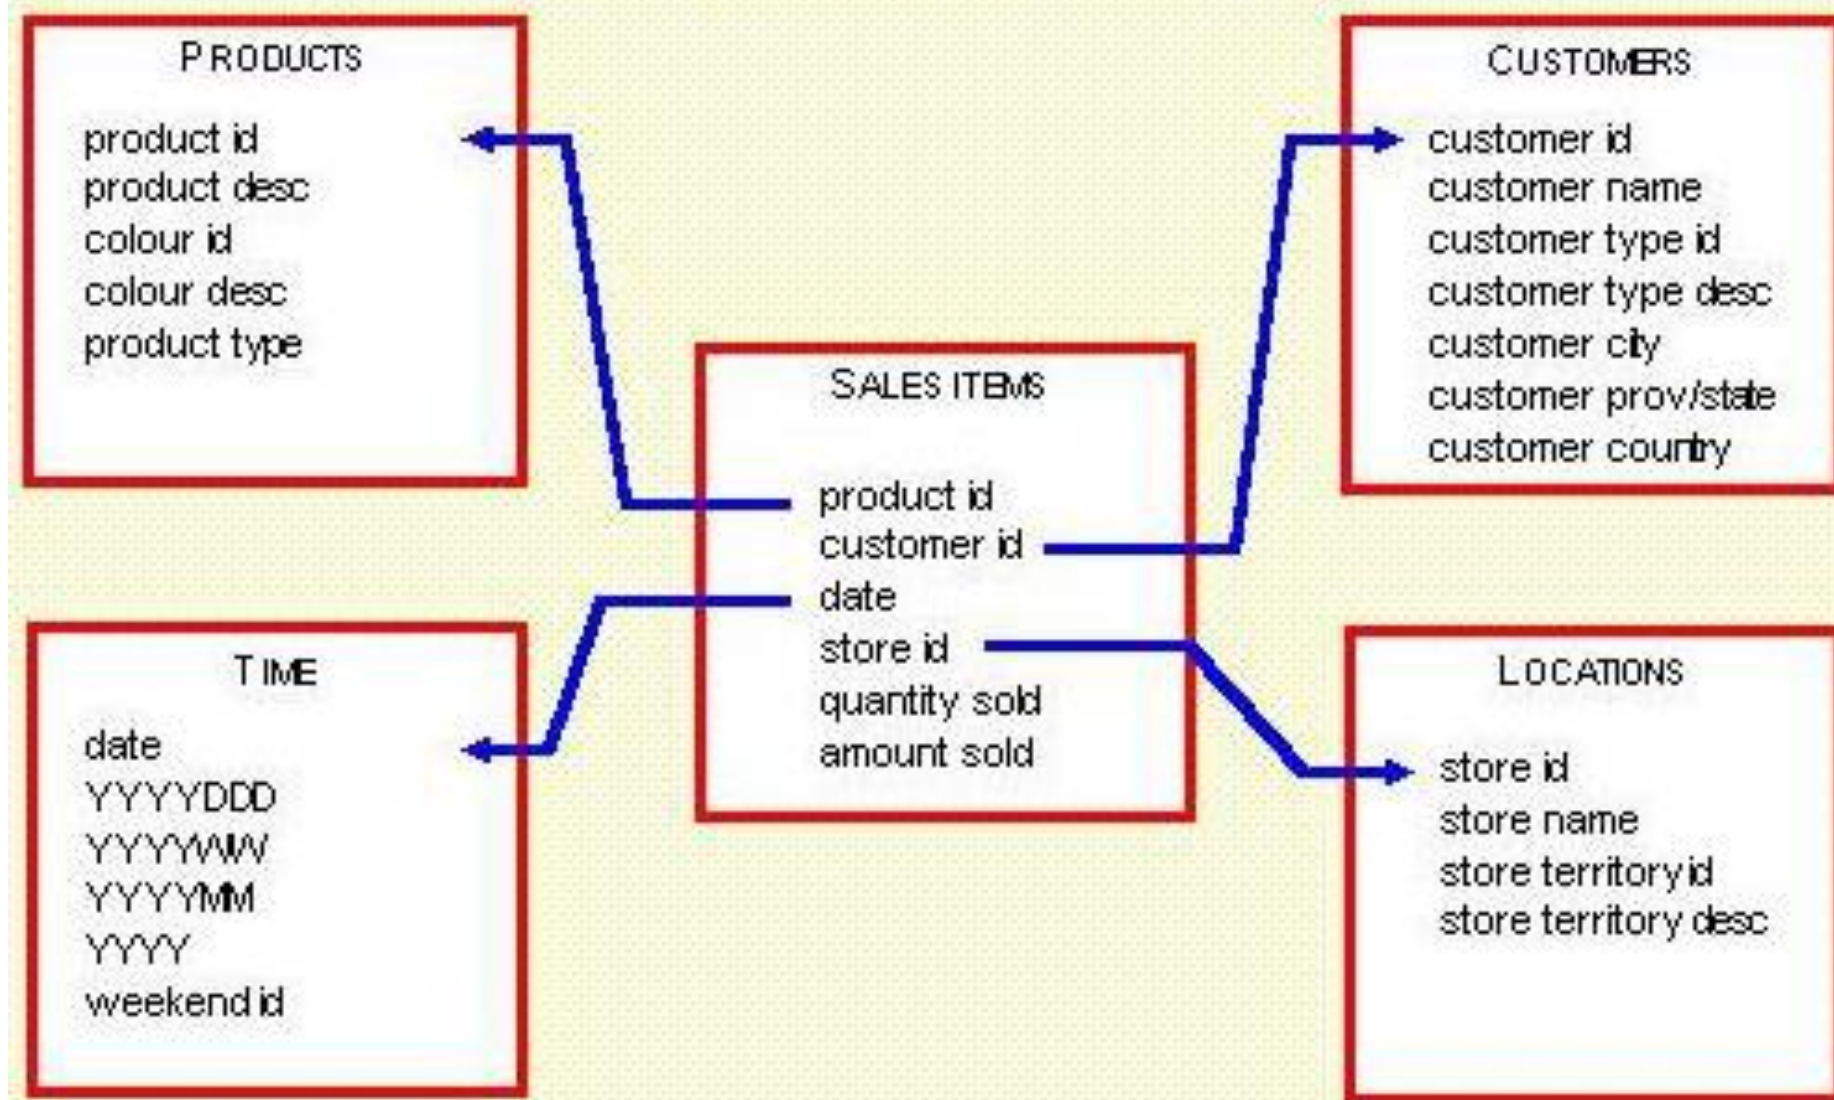 PRODUCTS
product id
product desc
colour id
colour desc
product type
CUSTOMERS
customer id
customer name
customer type id
customer type desc
customer city
customer prov/state
customer country
SALES ITEMS
product id
customer id
date
store id
quantity sold
amount sold
TIME
date
YYYYDDD
YYYYWW
YYYYMM
YYYY
weekend id
LOCATIONS
store id
store name
store territory id
store territory desc